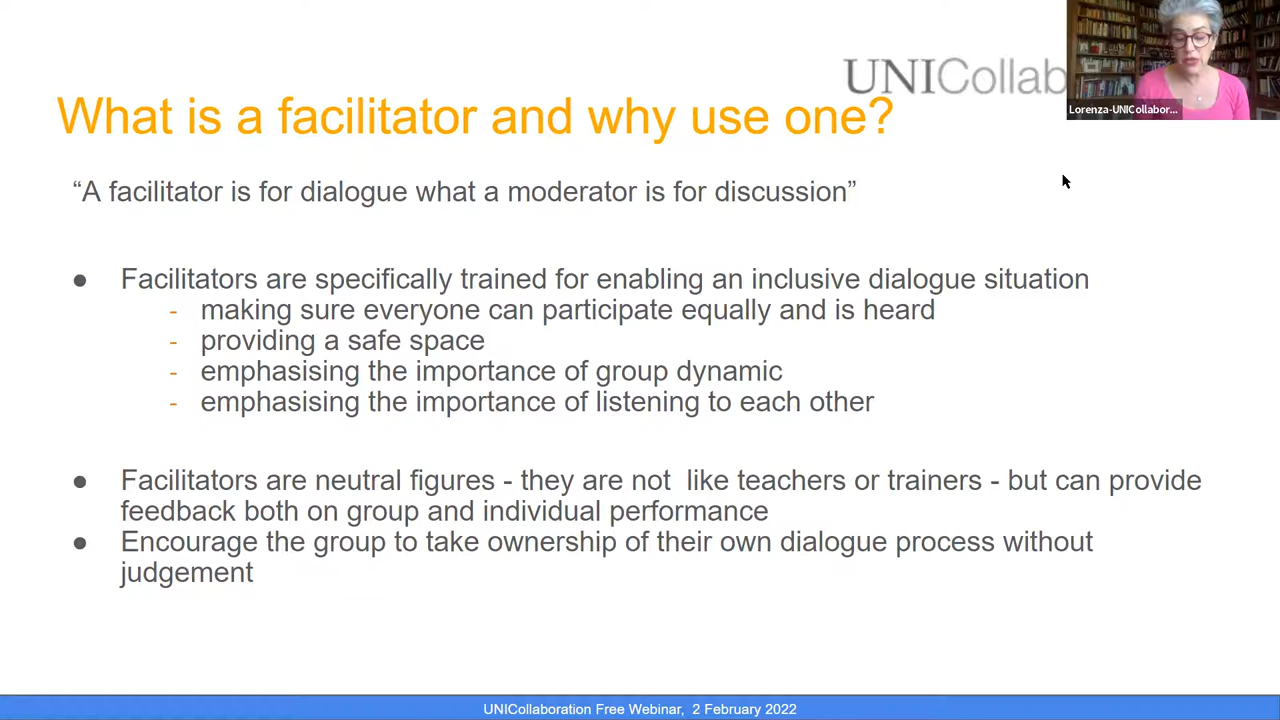 UNICollab
Lorenza-UNICollabor...
What is a facilitator and why use one?
“A facilitator is for dialogue what a moderator is for discussion”
● Facilitators are specifically trained for enabling an inclusive dialogue situation
- making sure everyone can participate equally and is heard
- providing a safe space
- emphasising the importance of group dynamic
- emphasising the importance of listening to each other
● Facilitators are neutral figures - they are not like teachers or trainers - but can provide
feedback both on group and individual performance
● Encourage the group to take ownership of their own dialogue process without
judgement
UNICollaboration Free Webinar, 2 February 2022